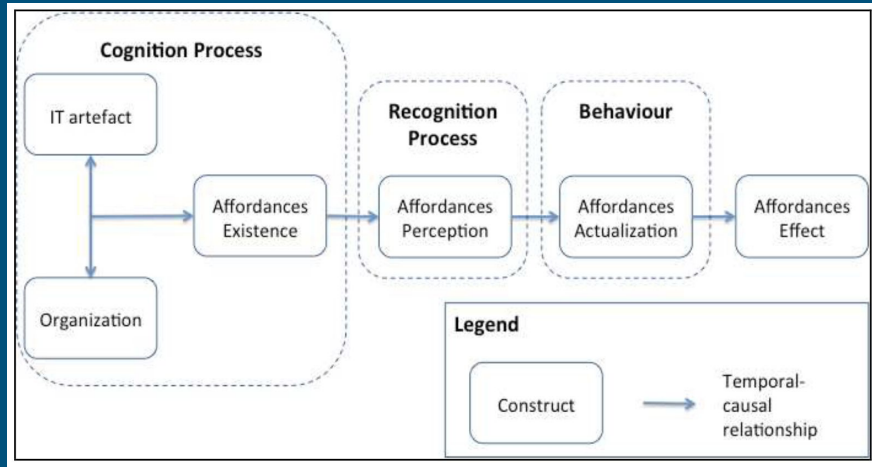 Cognition Process
IT artefact
Organization
Affordances
Existence
Recognition
Process
Affordances
Perception
Behaviour
Affordances
Actualization
Affordances
Effect
Legend
Construct
Temporal-
causal
relationship